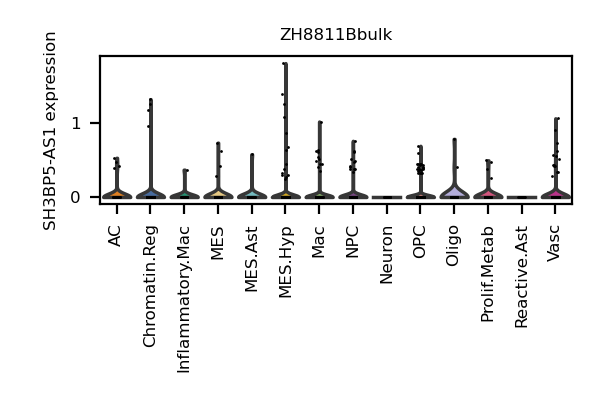 ZH8811Bbulk
SH3BP5-AS1 expression
1
0
AC
Chromatin.Reg
Inflammatory.Mac
MES
MES.Ast
MES.Hyp
Mac
NPC
Neuron
OPC
Oligo
Prolif.Metab
Reactive.Ast
Vasc